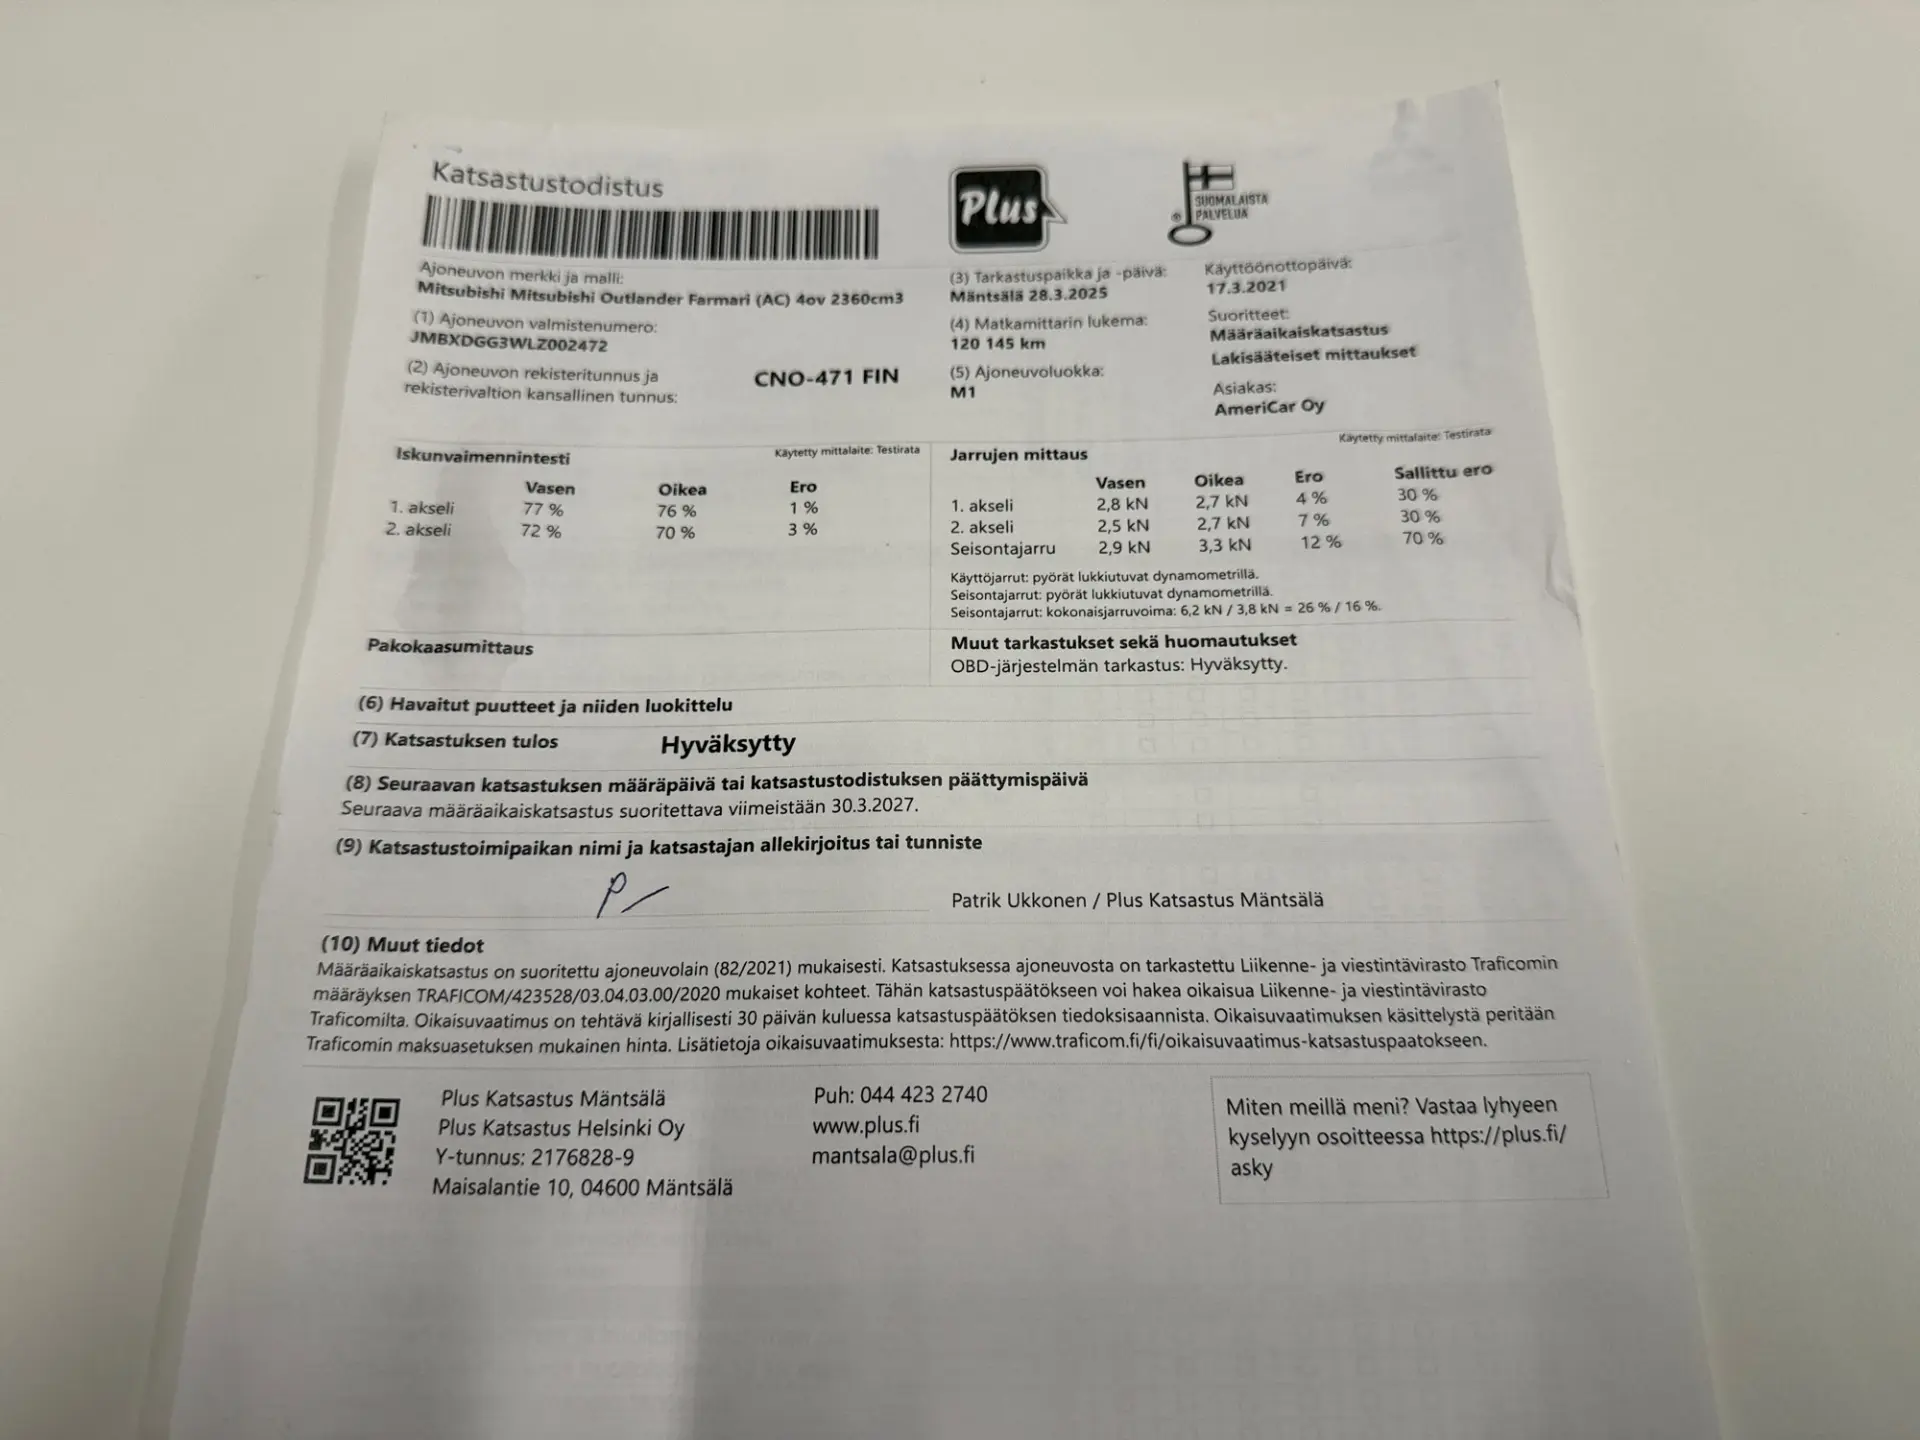 Katsastustodistus
Plus
SUOMALAISTA
PALVELUA
Ajoneuvon merkki ja malli:
Mitsubishi Mitsubishi Outlander Farmari (AC) 4ov 2360cm3
(1) Ajoneuvon valmistenumero:
JMBXDGG3WLZ002472
(2) Ajoneuvon rekisteritunnus ja
rekisterivaltion kansallinen tunnus:
CNO-471 FIN
(3) Tarkastuspaikka ja -päivä:
Mäntsälä 28.3.2025
(4) Matkamittarin lukema:
120 145 km
(5) Ajoneuvoluokka:
M1
Käyttöönottopäivä:
17.3.2021
Suoritteet:
Määräaikaiskatsastus
Lakisääteiset mittaukset
Asiakas:
AmeriCar Oy
Iskunvaimennintesti Käytetty mittalaite: Testirata
Vasen Oikea Ero
1. akseli 77 % 76 % 1 %
2. akseli 72 % 70 % 3 %
Jarrujen mittaus Käytetty mittalaite: Testirata
Vasen Oikea Ero Sallittu ero
1. akseli 2,8 kN 2,7 kN 4 % 30 %
2. akseli 2,5 kN 2,7 kN 7 % 30 %
Seisontajarru 2,9 kN 3,3 kN 12 % 70 %
Käyttöjarrut: pyörät lukkiutuvat dynamometrillä.
Seisontajarrut: pyörät lukkiutuvat dynamometrillä.
Seisontajarrut: kokonaisjarruvoima: 6,2 kN / 3,8 kN = 26 % / 16 %.
Pakokaasumittaus
Muut tarkastukset sekä huomautukset
OBD-järjestelmän tarkastus: Hyväksytty.
(6) Havaitut puutteet ja niiden luokittelu
(7) Katsastuksen tulos Hyväksytty
(8) Seuraavan katsastuksen määräpäivä tai katsastustodistuksen päättymispäivä
Seuraava määräaikaiskatsastus suoritettava viimeistään 30.3.2027.
(9) Katsastustoimipaikan nimi ja katsastajan allekirjoitus tai tunniste
Patrik Ukkonen / Plus Katsastus Mäntsälä
(10) Muut tiedot
Määräaikaiskatsastus on suoritettu ajoneuvolain (82/2021) mukaisesti. Katsastuksessa ajoneuvosta on tarkastettu Liikenne- ja viestintävirasto Traficomin
määräyksen TRAFICOM/423528/03.04.03.00/2020 mukaiset kohteet. Tähän katsastuspäätökseen voi hakea oikaisua Liikenne- ja viestintävirasto
Traficomilta. Oikaisuvaatimus on tehtävä kirjallisesti 30 päivän kuluessa katsastuspäätöksen tiedoksisaannista. Oikaisuvaatimuksen käsittelystä peritään
Traficomin maksuasetuksen mukainen hinta. Lisätietoja oikaisuvaatimuksesta: https://www.traficom.fi/fi/oikaisuvaatimus-katsastuspaatokseen.
Plus Katsastus Mäntsälä
Plus Katsastus Helsinki Oy
Y-tunnus: 2176828-9
Maisalantie 10, 04600 Mäntsälä
Puh: 044 423 2740
www.plus.fi
mantsala@plus.fi
Miten meillä meni? Vastaa lyhyeen
kyselyyn osoitteessa https://plus.fi/
asky